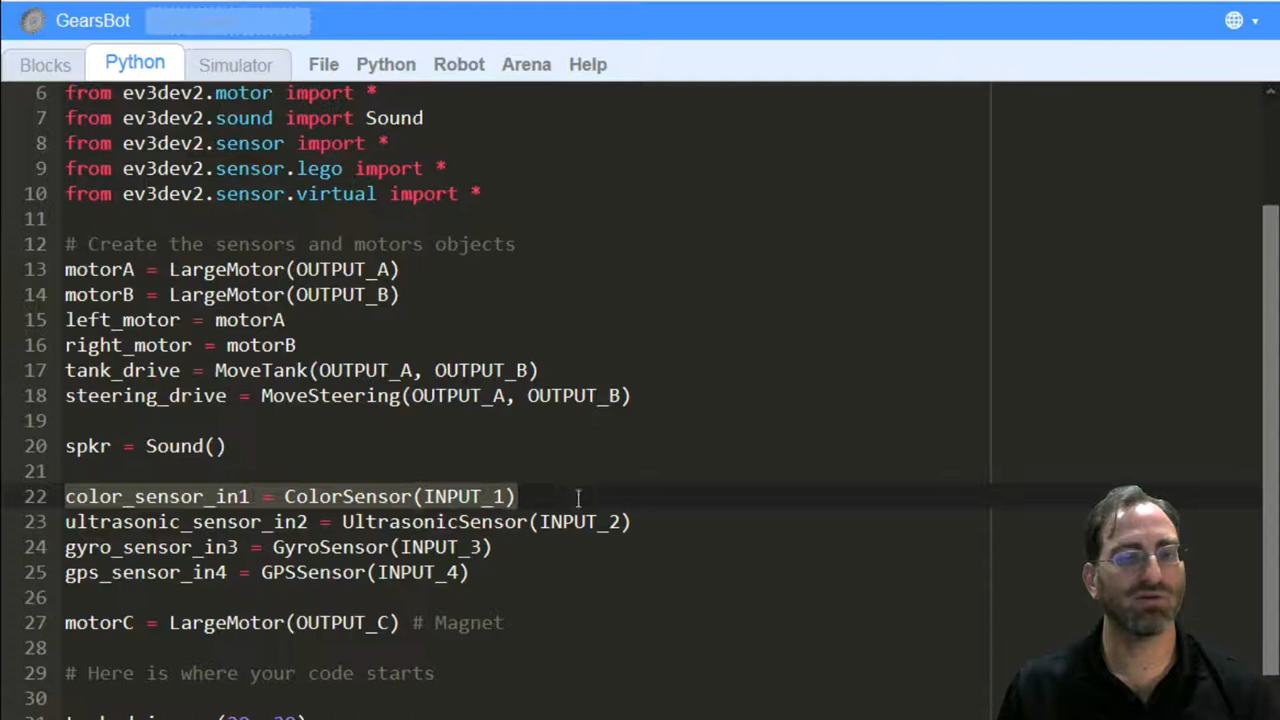 GearsBot
Blocks Python Simulator File Python Robot Arena Help
6 from ev3dev2.motor import *
7 from ev3dev2.sound import Sound
8 from ev3dev2.sensor import *
9 from ev3dev2.sensor.lego import *
10 from ev3dev2.sensor.virtual import *
11
12 # Create the sensors and motors objects
13 motorA = LargeMotor(OUTPUT_A)
14 motorB = LargeMotor(OUTPUT_B)
15 left_motor = motorA
16 right_motor = motorB
17 tank_drive = MoveTank(OUTPUT_A, OUTPUT_B)
18 steering_drive = MoveSteering(OUTPUT_A, OUTPUT_B)
19
20 spkr = Sound()
21
22 color_sensor_in1 = ColorSensor(INPUT_1)
23 ultrasonic_sensor_in2 = UltrasonicSensor(INPUT_2)
24 gyro_sensor_in3 = GyroSensor(INPUT_3)
25 gps_sensor_in4 = GPSSensor(INPUT_4)
26
27 motorC = LargeMotor(OUTPUT_C) # Magnet
28
29 # Here is where your code starts
30